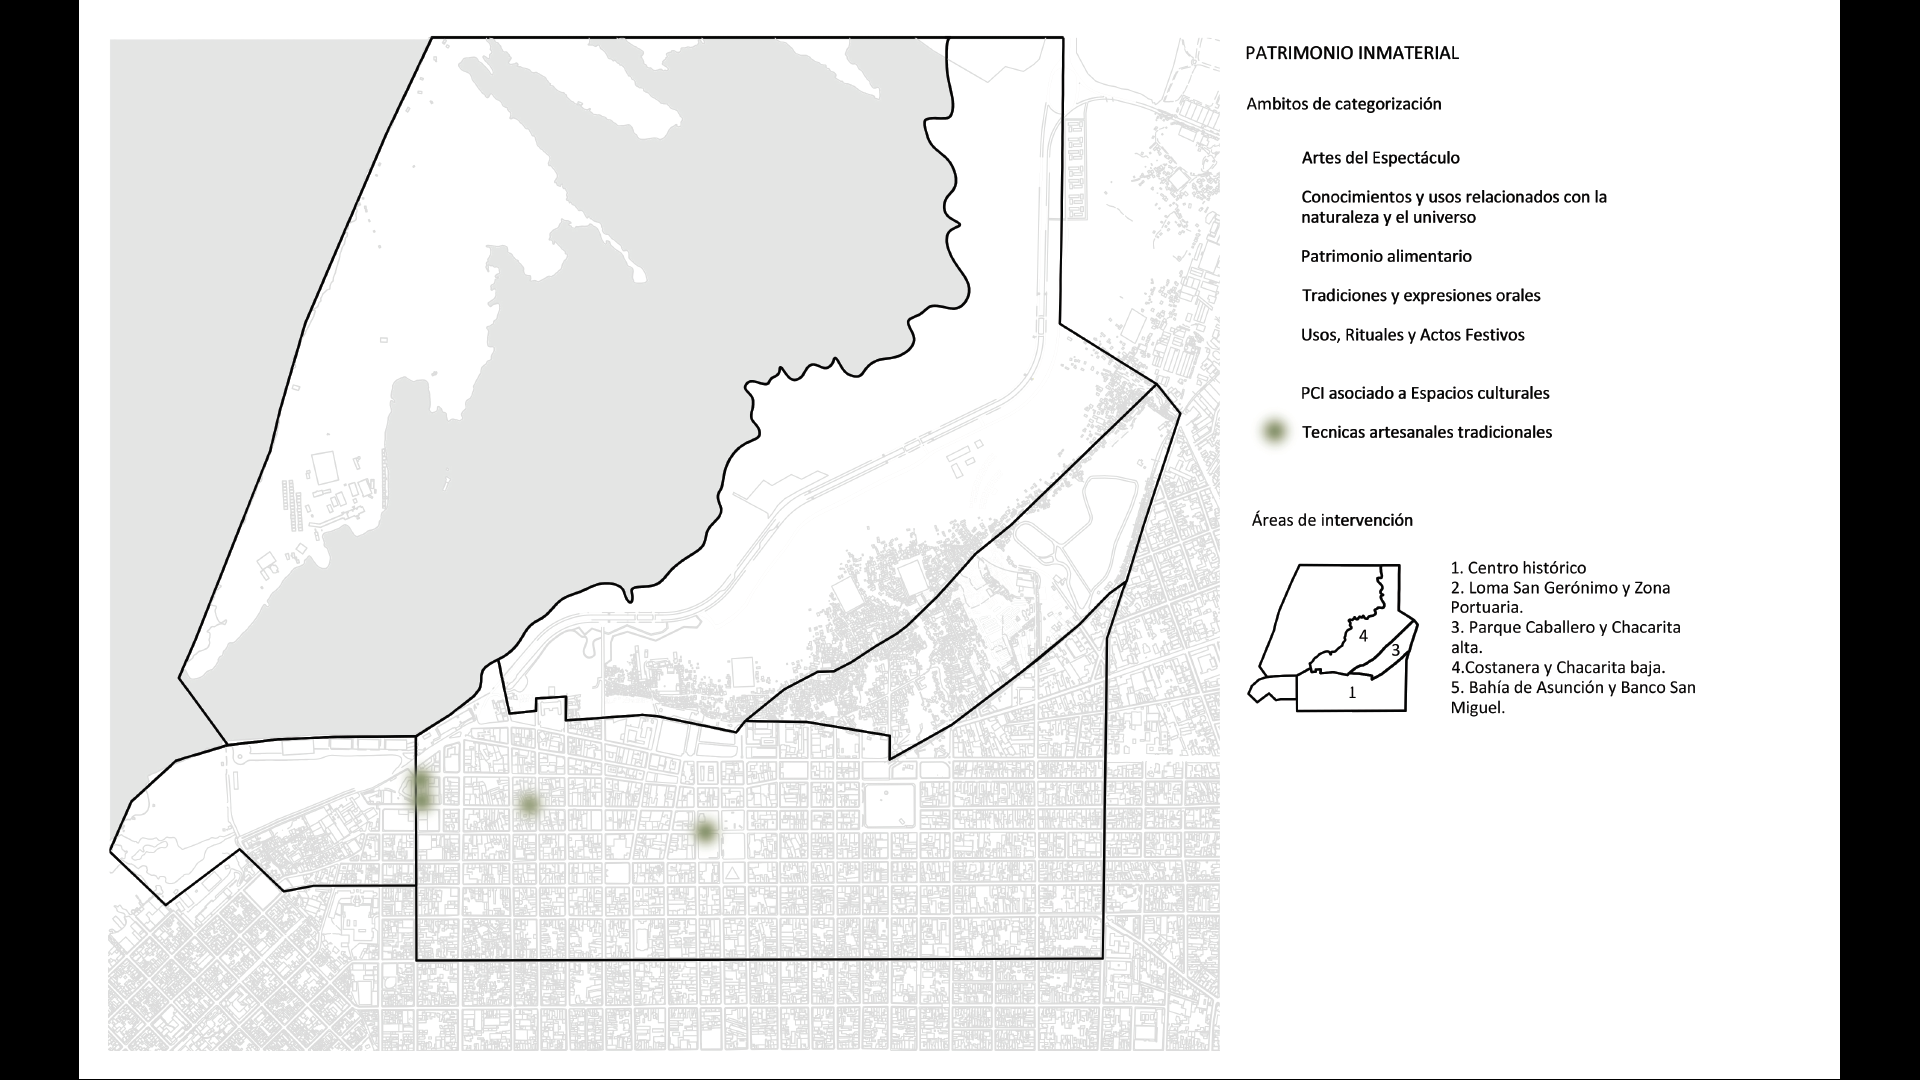 PATRIMONIO INMATERIAL
Ambitos de categorización
Artes del Espectáculo
Conocimientos y usos relacionados con la
naturaleza y el universo
Patrimonio alimentario
Tradiciones y expresiones orales
Usos, Rituales y Actos Festivos
PCI asociado a Espacios culturales
Tecnicas artesanales tradicionales
Áreas de intervención
1. Centro histórico
2. Loma San Gerónimo y Zona
Portuaria.
3. Parque Caballero y Chacarita
alta.
4.Costanera y Chacarita baja.
5. Bahía de Asunción y Banco San
Miguel.
4
3
1